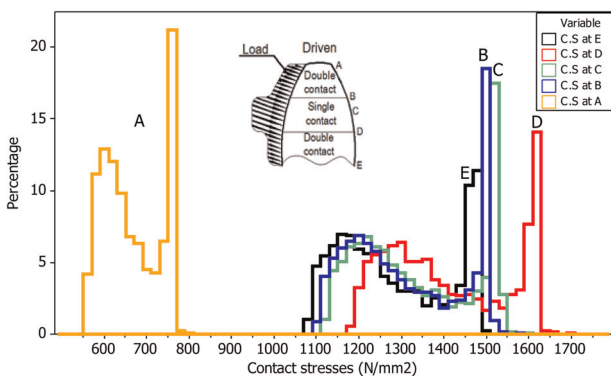 Variable
C.S at E
C.S at D
C.S at C
C.S at B
C.S at A
Load
Driven
A
Double
contact
B
Single
contact
C
D
Double
contact
E
A
B
C
D
E
Percentage
20
15
10
5
0
600 700 800 900 1000 1100 1200 1300 1400 1500 1600 1700
Contact stresses (N/mm2)